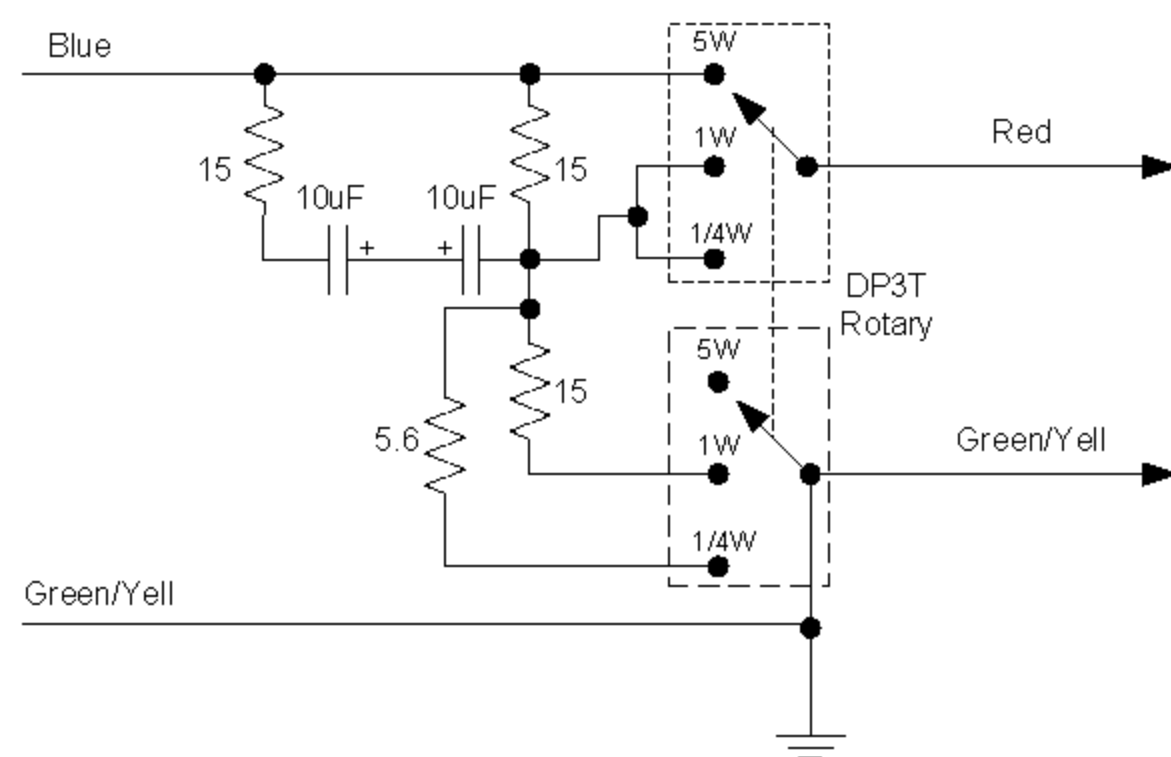 Blue
5W
Red
1W
15
15
10uF
10uF
+
+
1/4W
DP3T
Rotary
5W
15
5.6
1W
Green/Yell
1/4W
Green/Yell